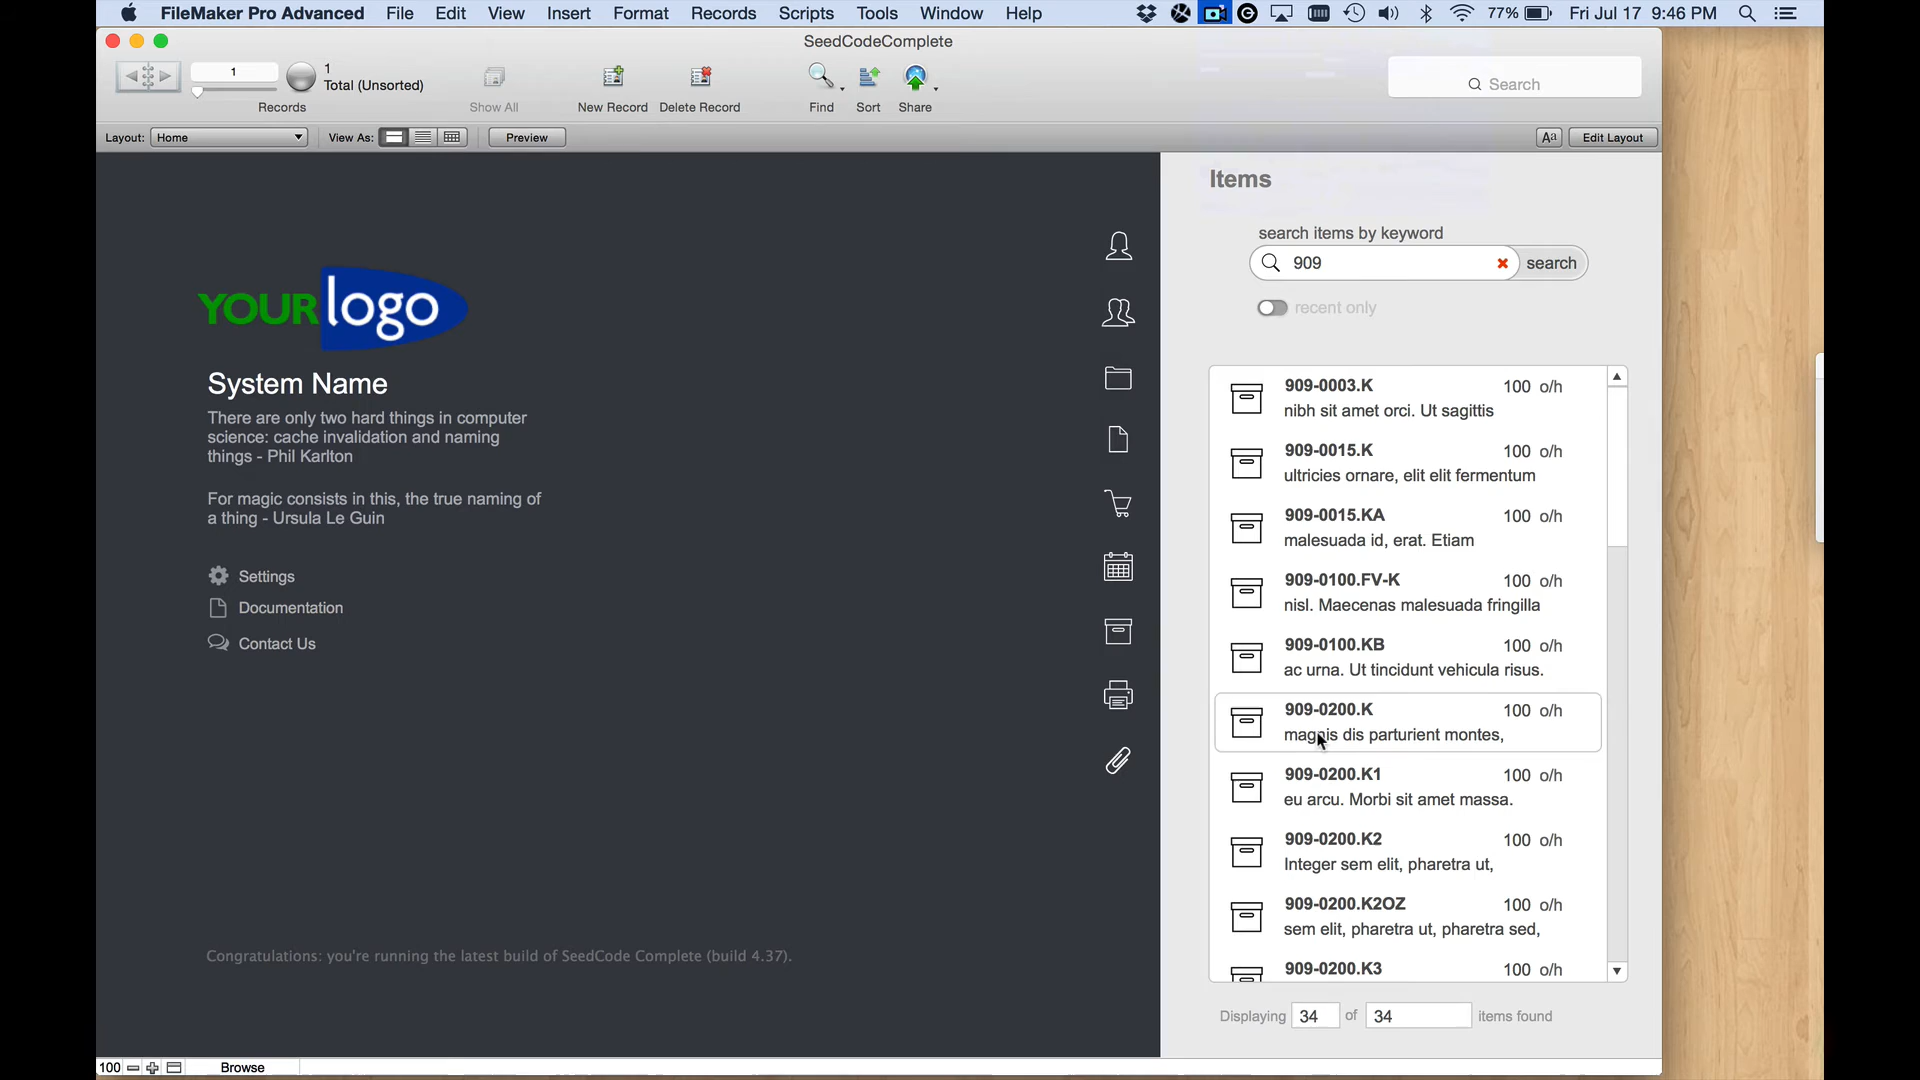 FileMaker Pro Advanced File Edit View Insert Format Records Scripts Tools Window Help 77% Fri Jul 17 9:46 PM
SeedCodeComplete
1
1
Total (Unsorted)
Records
Show All
New Record
Delete Record
Find
Sort
Share
Search
Layout: Home View As: Preview Aa Edit Layout
YOUR logo
System Name
There are only two hard things in computer
science: cache invalidation and naming
things - Phil Karlton
For magic consists in this, the true naming of
a thing - Ursula Le Guin
Settings
Documentation
Contact Us
Congratulations: you're running the latest build of SeedCode Complete (build 4.37).
Items
search items by keyword
909 search
recent only
909-0003.K 100 o/h
nibh sit amet orci. Ut sagittis
909-0015.K 100 o/h
ultricies ornare, elit elit fermentum
909-0015.KA 100 o/h
malesuada id, erat. Etiam
909-0100.FV-K 100 o/h
nisl. Maecenas malesuada fringilla
909-0100.KB 100 o/h
ac urna. Ut tincidunt vehicula risus.
909-0200.K 100 o/h
magnis dis parturient montes,
909-0200.K1 100 o/h
eu arcu. Morbi sit amet massa.
909-0200.K2 100 o/h
Integer sem elit, pharetra ut,
909-0200.K2OZ 100 o/h
sem elit, pharetra ut, pharetra sed,
909-0200.K3 100 o/h
Displaying 34 of 34 items found
100 Browse